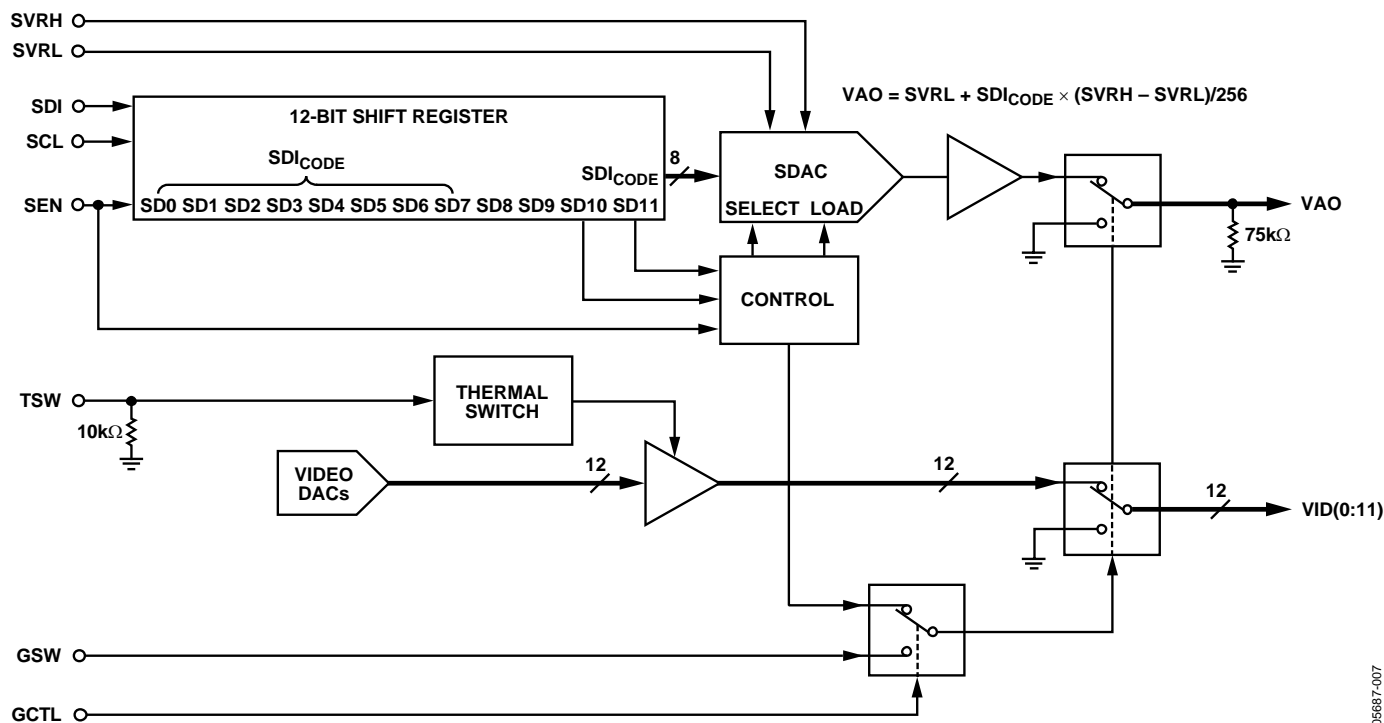 SVRH
SVRL
VAO = SVRL + SDICODE × (SVRH – SVRL)/256
SDI
12-BIT SHIFT REGISTER
SCL
SDICODE
SDICODE
8
SDAC
SEN
SD0 SD1 SD2 SD3 SD4 SD5 SD6 SD7 SD8 SD9 SD10 SD11
SELECT LOAD
VAO
75kΩ
CONTROL
TSW
10kΩ
THERMAL
SWITCH
VIDEO
DACs
12
12
12
VID(0:11)
GSW
GCTL
05687-007